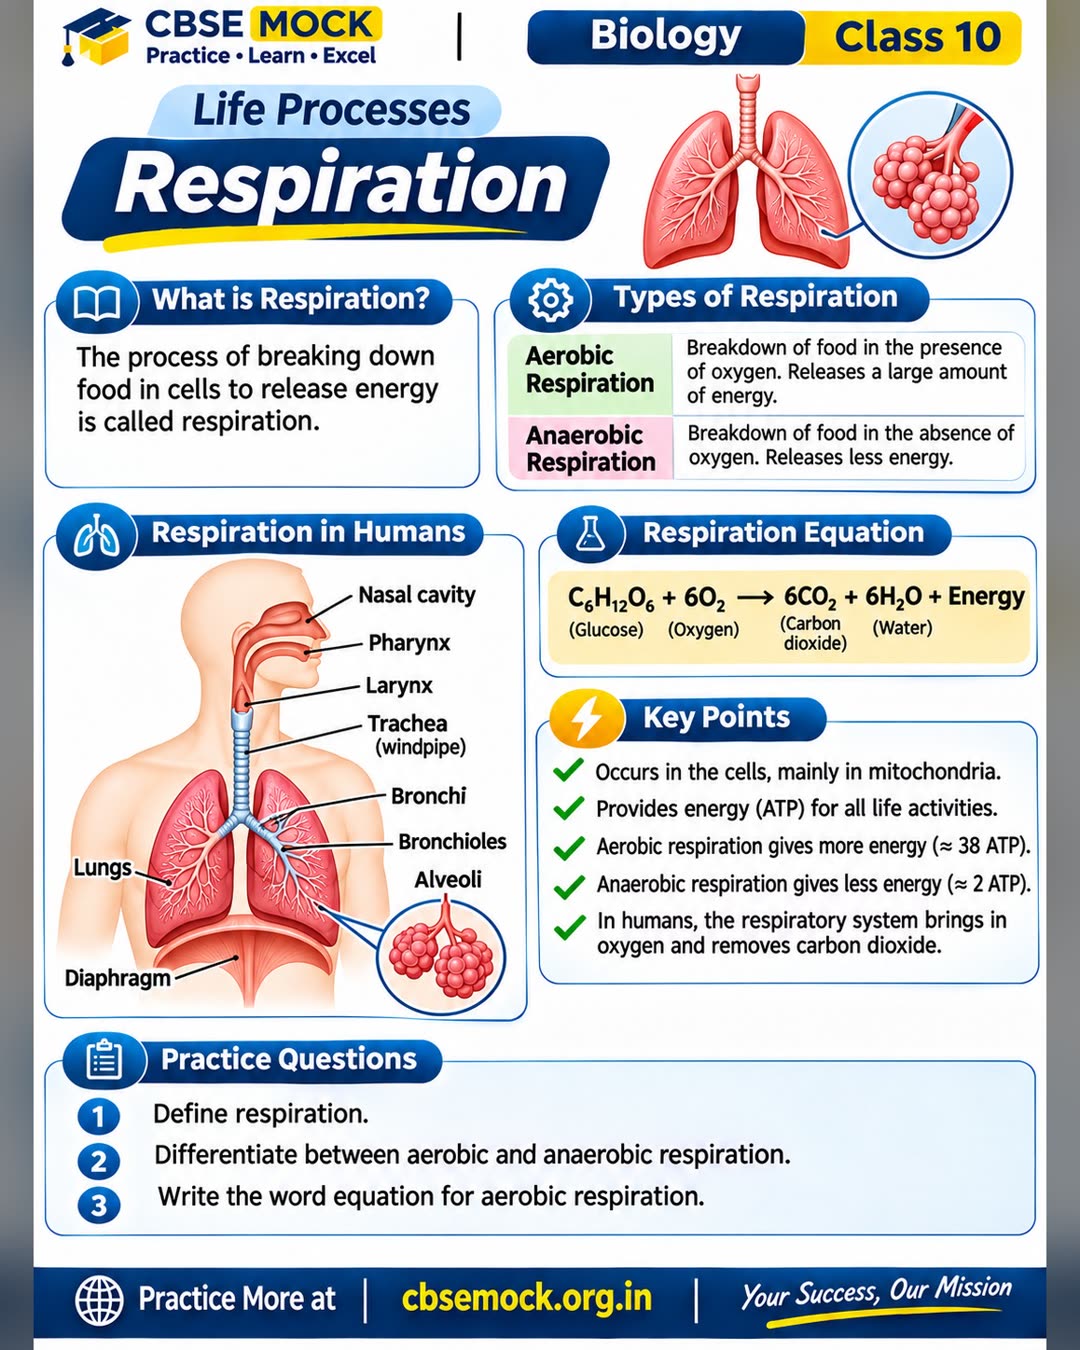 CBSE MOCK
Practice • Learn • Excel
Biology
Class 10
Life Processes
Respiration
What is Respiration?
The process of breaking down
food in cells to release energy
is called respiration.
Types of Respiration
Aerobic
Respiration
Breakdown of food in the presence
of oxygen. Releases a large amount
of energy.
Anaerobic
Respiration
Breakdown of food in the absence of
oxygen. Releases less energy.
Respiration in Humans
Nasal cavity
Pharynx
Larynx
Trachea
(windpipe)
Bronchi
Bronchioles
Alveoli
Lungs
Diaphragm
Respiration Equation
C₆H₁₂O₆ + 6O₂ → 6CO₂ + 6H₂O + Energy
(Glucose) (Oxygen) (Carbon dioxide) (Water)
Key Points
✓ Occurs in the cells, mainly in mitochondria.
✓ Provides energy (ATP) for all life activities.
✓ Aerobic respiration gives more energy (≈ 38 ATP).
✓ Anaerobic respiration gives less energy (≈ 2 ATP).
✓ In humans, the respiratory system brings in
oxygen and removes carbon dioxide.
Practice Questions
1 Define respiration.
2 Differentiate between aerobic and anaerobic respiration.
3 Write the word equation for aerobic respiration.
Practice More at | cbsemock.org.in | Your Success, Our Mission